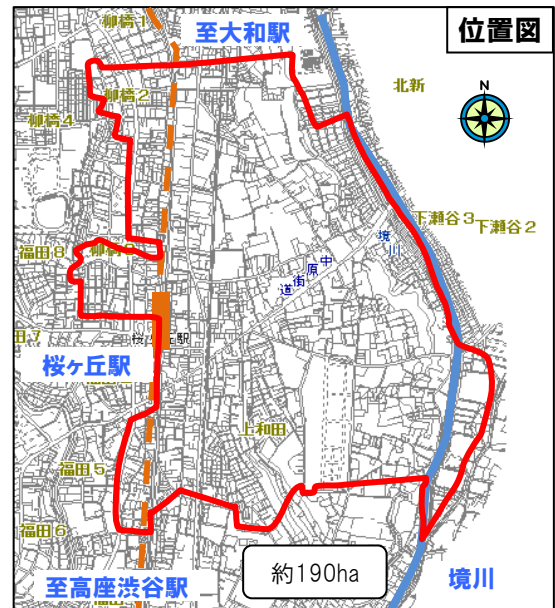 位置図
至大和駅
柳橋1
北新
N
柳橋2
柳橋4
下瀬谷3
下瀬谷2
境川
中原街道
福田8
桜ヶ丘駅
上和田
福田5
福田6
約190ha
至高座渋谷駅
境川